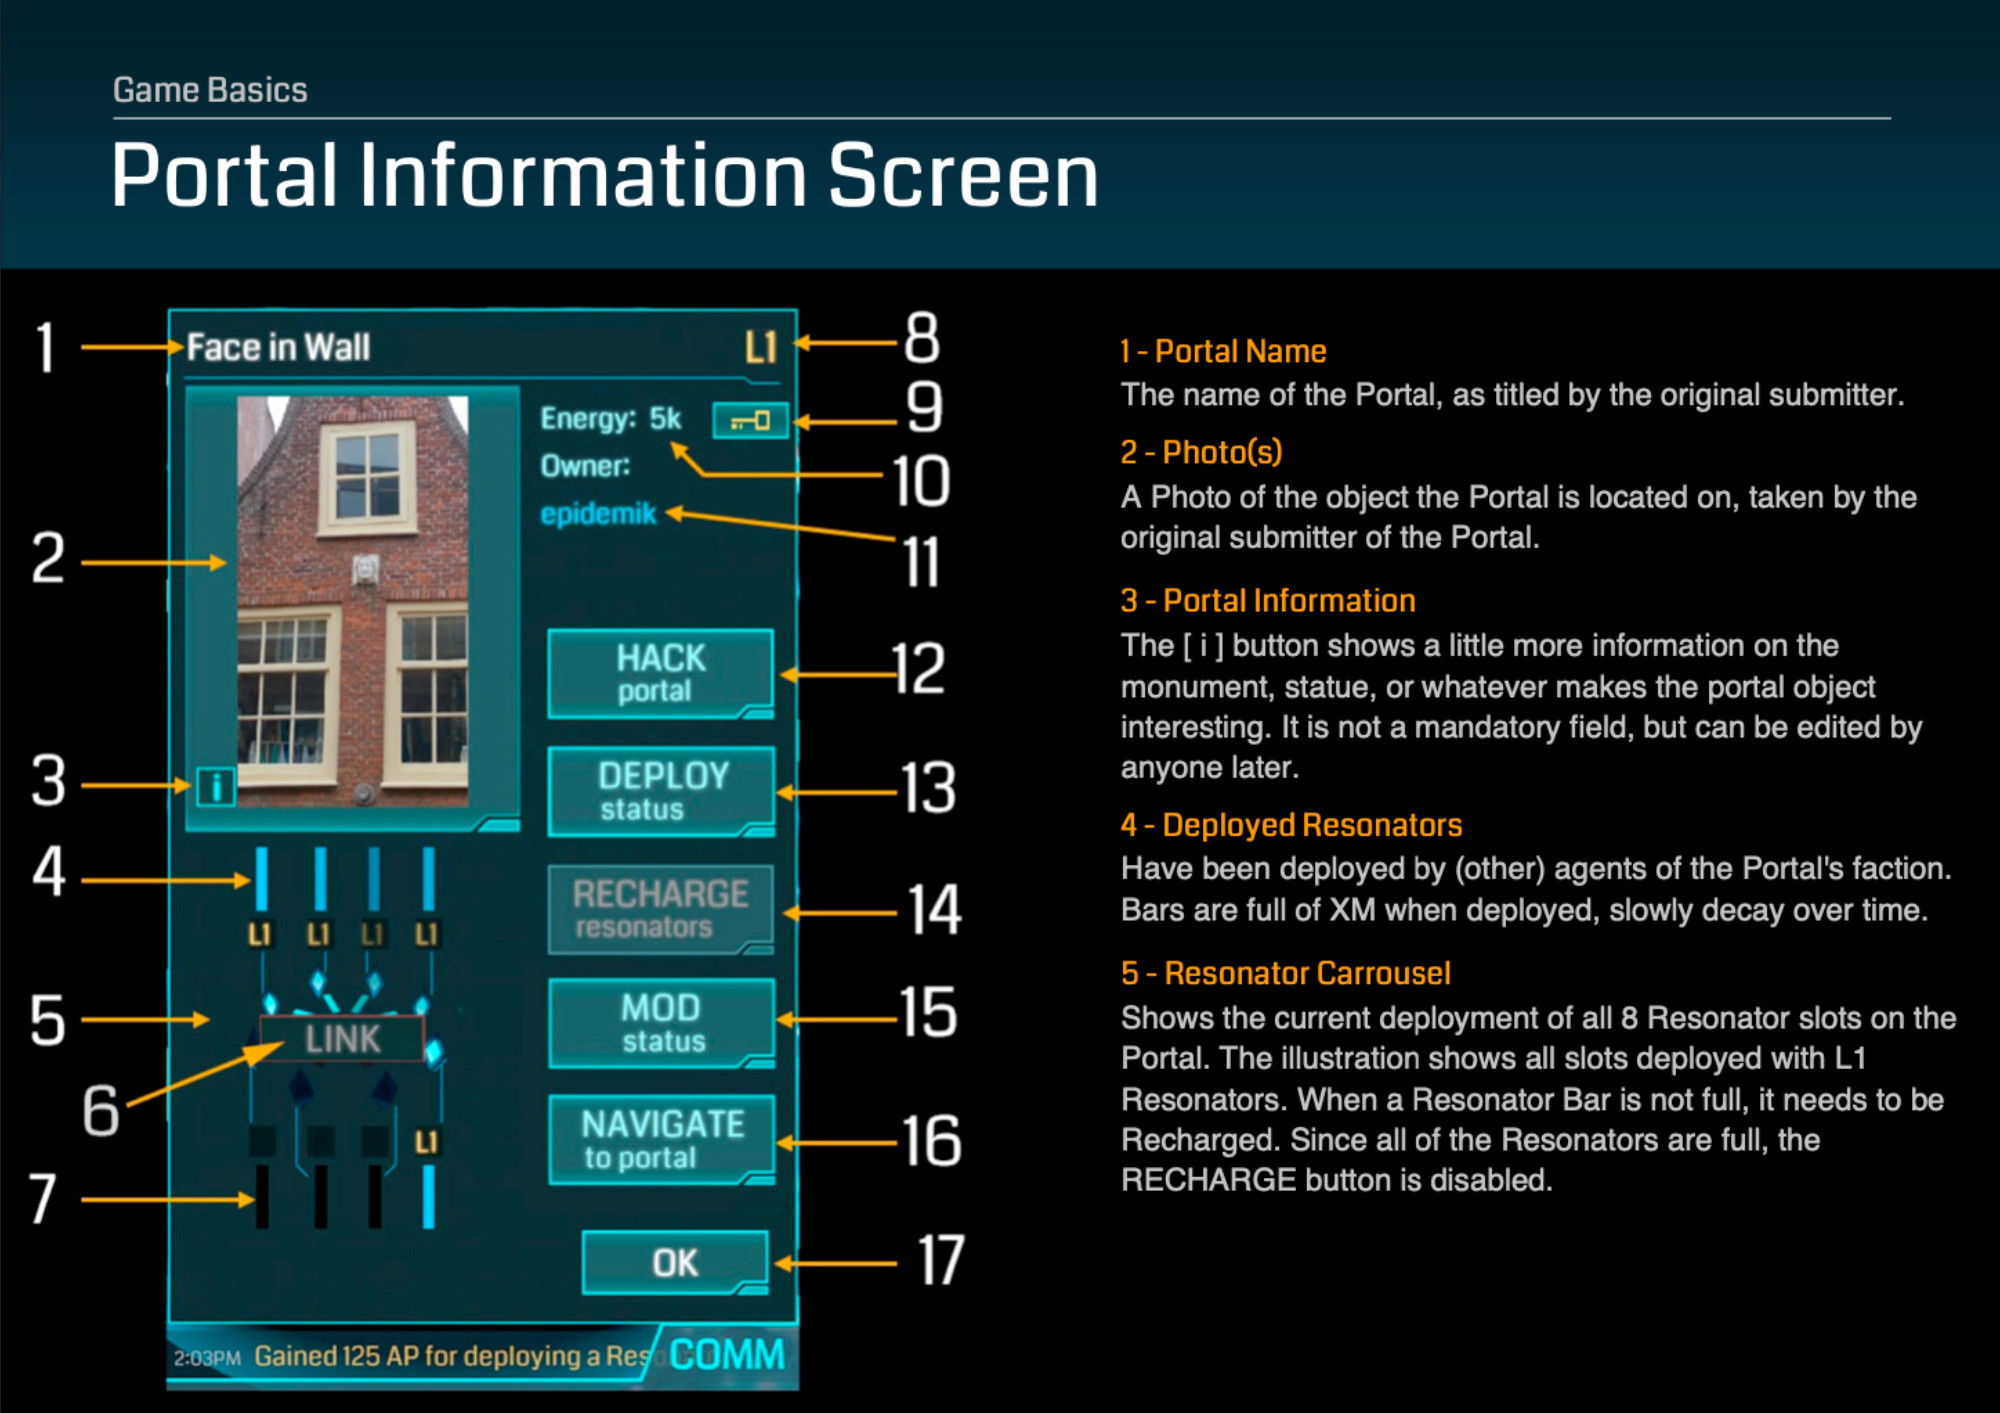 Game Basics
Portal Information Screen
1
2
3
4
5
6
7
Face in Wall
L1
Energy: 5k
Owner:
epidemik
i
HACK
portal
DEPLOY
status
RECHARGE
resonators
MOD
status
NAVIGATE
to portal
OK
L1 L1 L1 L1
LINK
L1
2:03PM Gained 125 AP for deploying a Res
COMM
8
9
10
11
12
13
14
15
16
17
1 - Portal Name
The name of the Portal, as titled by the original submitter.
2 - Photo(s)
A Photo of the object the Portal is located on, taken by the
original submitter of the Portal.
3 - Portal Information
The [ i ] button shows a little more information on the
monument, statue, or whatever makes the portal object
interesting. It is not a mandatory field, but can be edited by
anyone later.
4 - Deployed Resonators
Have been deployed by (other) agents of the Portal's faction.
Bars are full of XM when deployed, slowly decay over time.
5 - Resonator Carrousel
Shows the current deployment of all 8 Resonator slots on the
Portal. The illustration shows all slots deployed with L1
Resonators. When a Resonator Bar is not full, it needs to be
Recharged. Since all of the Resonators are full, the
RECHARGE button is disabled.